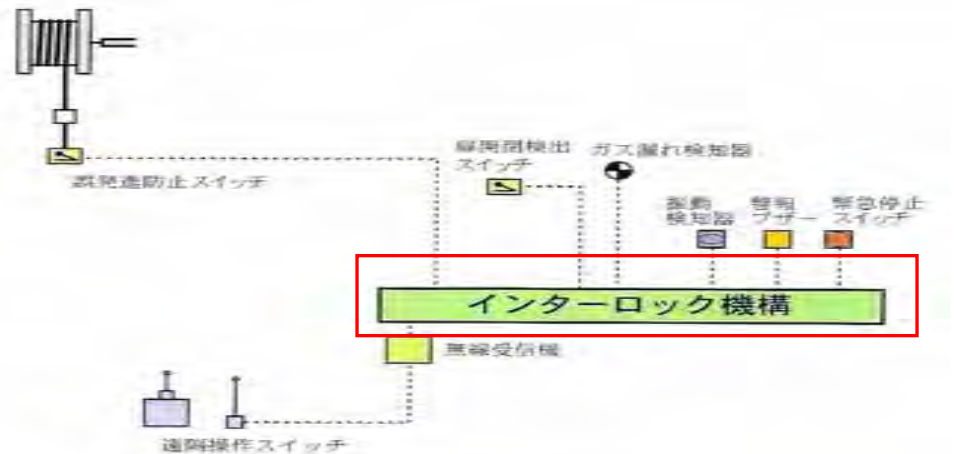 扉開閉検出
スイッチ
ガス漏れ検知器
誤発進防止スイッチ
振動
検知器
警報
ブザー
緊急停止
スイッチ
インターロック機構
無線受信機
遠隔操作スイッチ